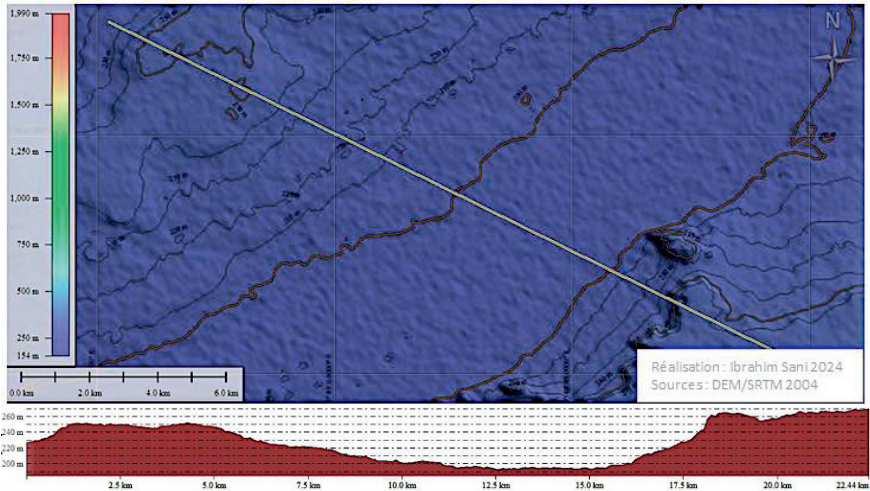 1,990 m
1,750 m
1,500 m
1,250 m
1,000 m
750 m
500 m
250 m
154 m
N
0.0 km 2.0 km 4.0 km 6.0 km
Réalisation : Ibrahim Sani 2024
Sources : DEM/SRTM 2004
260 m
240 m
220 m
200 m
2.5 km 5.0 km 7.5 km 10.0 km 12.5 km 15.0 km 17.5 km 20.0 km 22.44 km